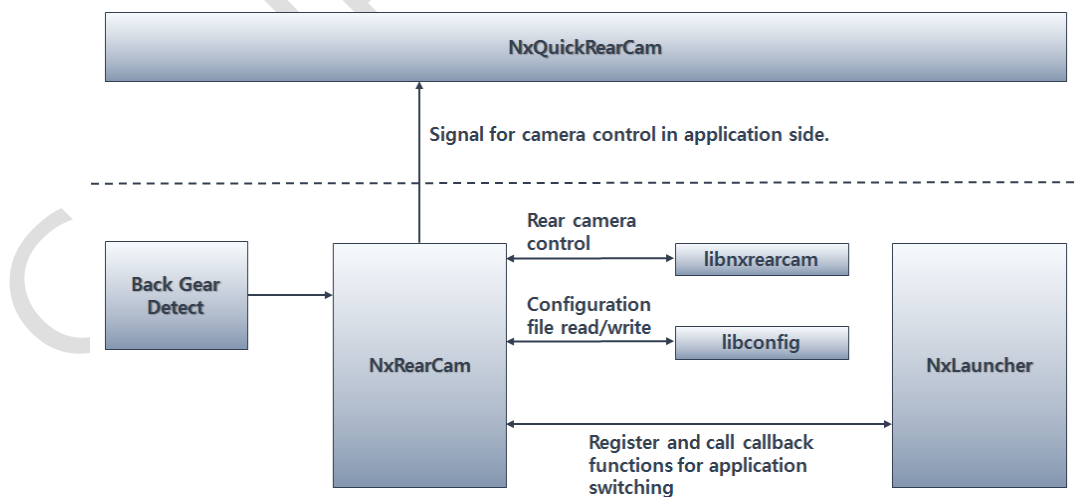 NxQuickRearCam
Signal for camera control in application side.
Rear camera
control
libnxrearcam
Back Gear
Detect
Configuration
file read/write
libconfig
NxRearCam
NxLauncher
Register and call callback
functions for application
switching